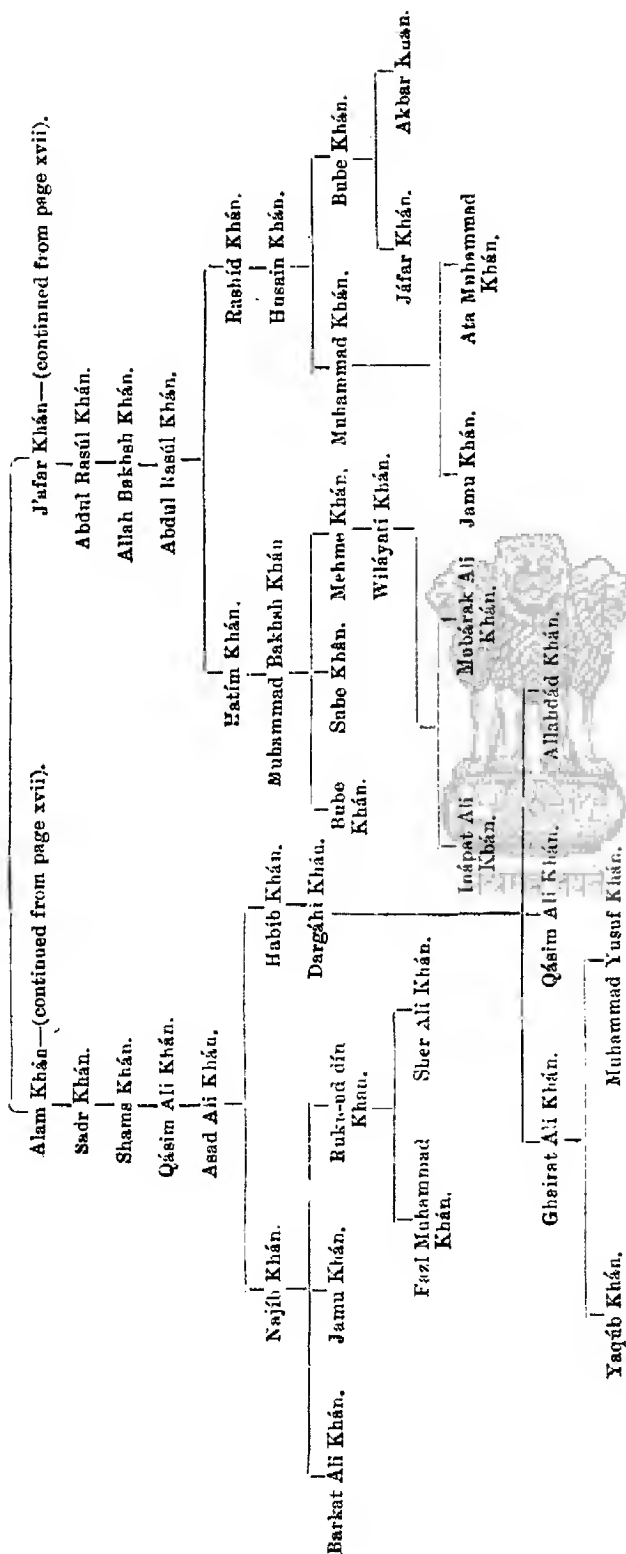 Alam Khán—(continued from page xvii). J'afar Khán—(continued from page xvii).
Sadr Khán. Abdul Rasúl Khán.
Shams Khán. Allah Bakhsh Khán.
Qásim Ali Khán. Abdul Rasúl Khán.
Asad Ali Khán.
Najíb Khán. Habíb Khán. Hatím Khán. Rashíd Khán.
Dargáhi Khán. Muhammad Bakhsh Khán Husain Khán.
Barkat Ali Khán. Jamu Khán. Rukn-ud dín
Khan.
Bube
Khán.
Sube Khán. Mehme Khán. Muhammad Khán. Bube Khán.
Wiláyati Khán. Jáfar Khán. Akbar Kuán.
Fazl Muhammad
Khán.
Sher Ali Khán.
Inápat Ali
Khán.
Mubárak Ali
Khán.
Jamu Khán. Ata Muhammad
Khán.
Ghairat Ali Khán. Qásim Ali Khán. Allahdád Khán.
Yaqúb Khán. Muhammad Yusuf Khán.